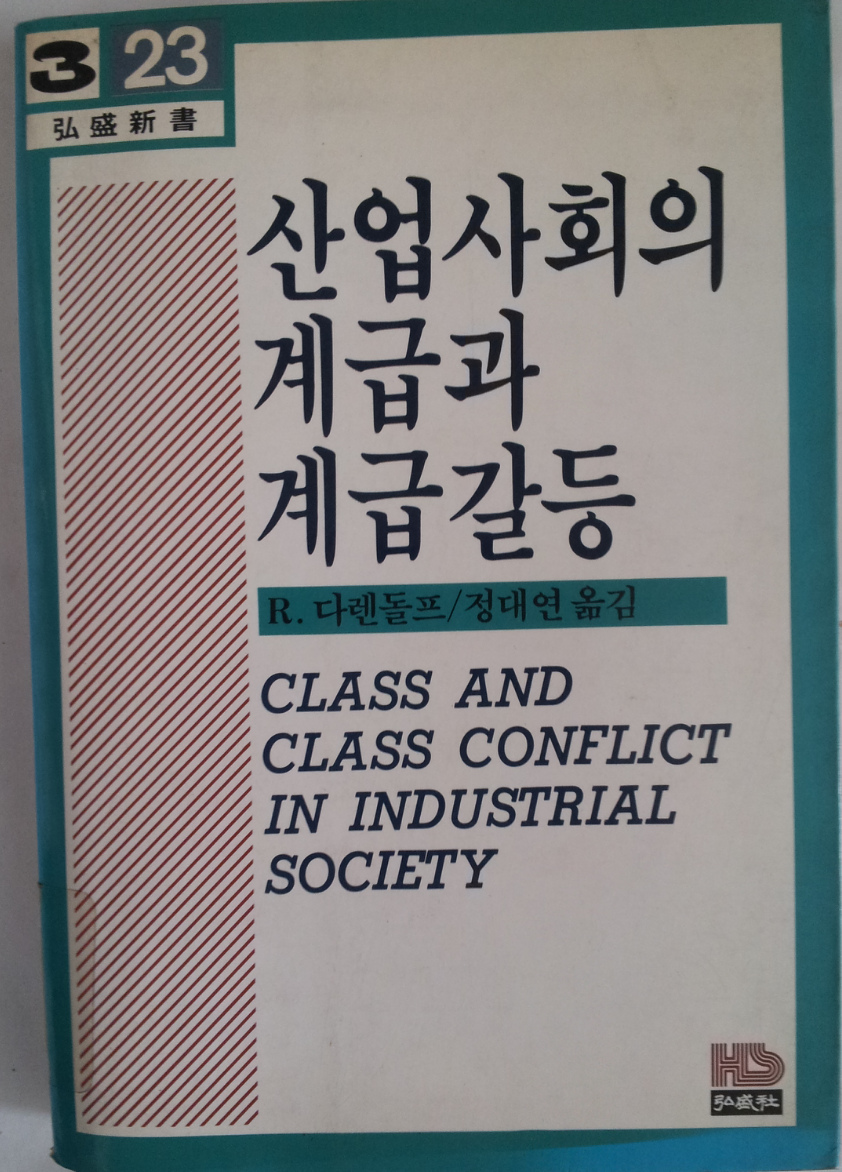 3 23
弘盛新書
산업사회의
계급과
계급갈등
R. 다렌돌프/정대연 옮김
CLASS AND
CLASS CONFLICT
IN INDUSTRIAL
SOCIETY
HS
弘盛社